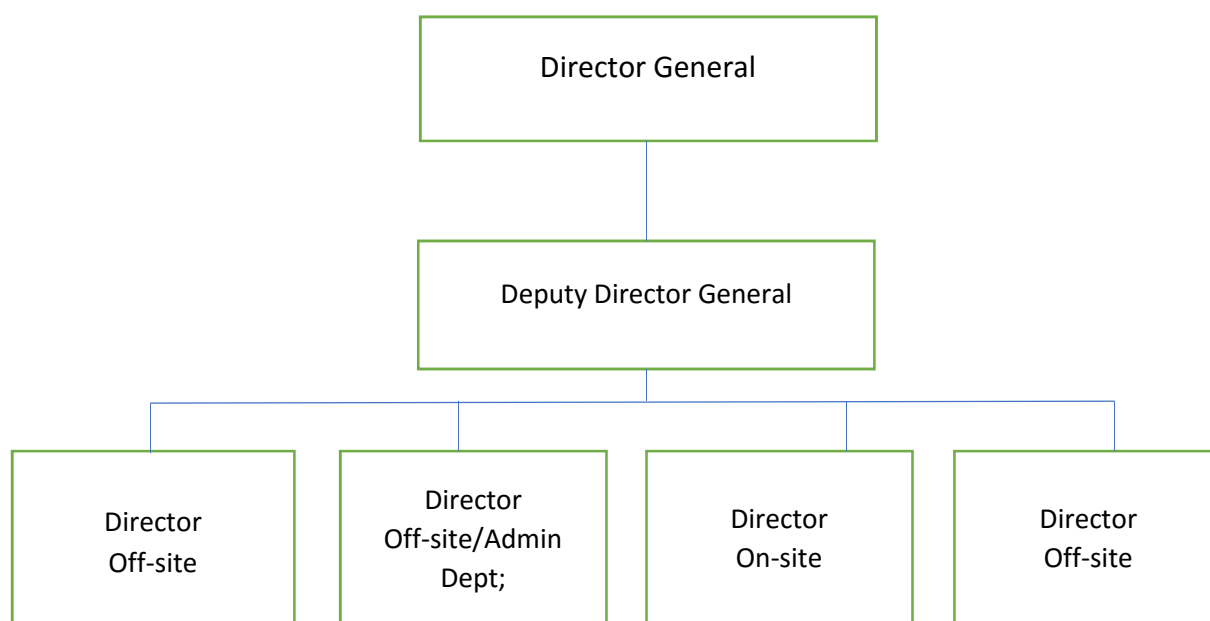 Director General
Deputy Director General
Director
Off-site
Director
Off-site/Admin
Dept;
Director
On-site
Director
Off-site